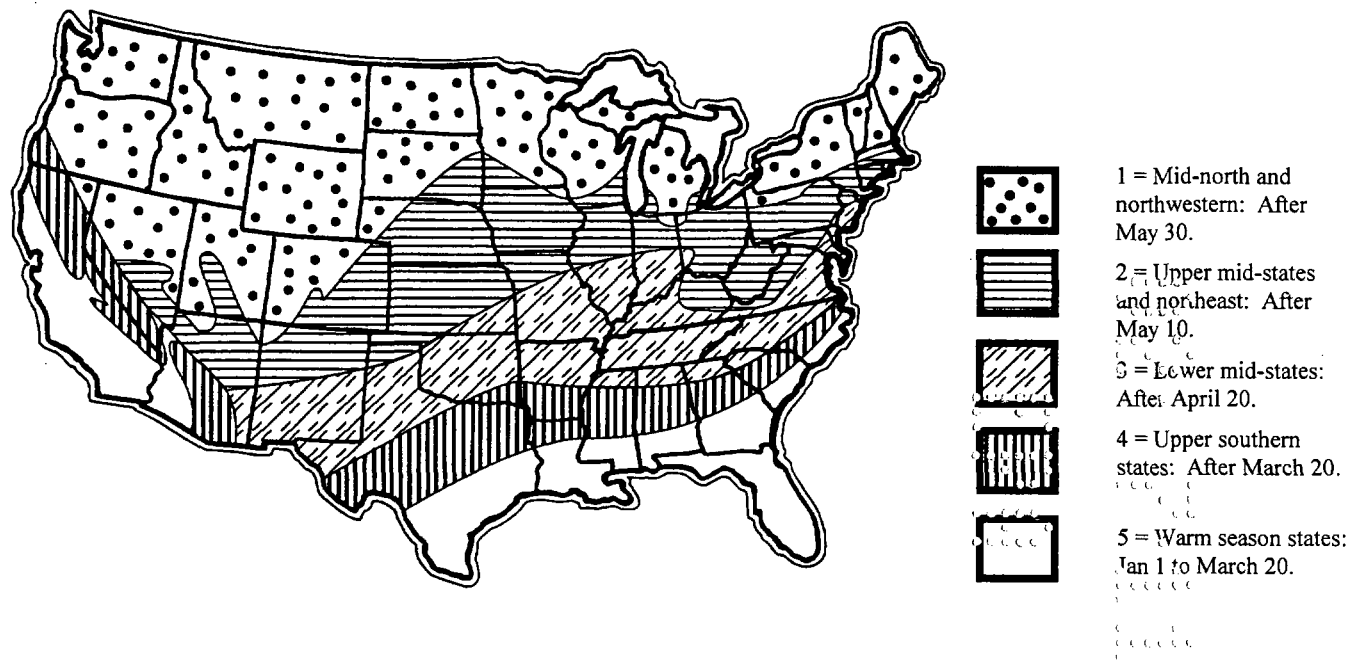 1 = Mid-north and
northwestern: After
May 30.
2 = Upper mid-states
and northeast: After
May 10.
3 = Lower mid-states:
After April 20.
4 = Upper southern
states: After March 20.
5 = Warm season states:
Jan 1 to March 20.